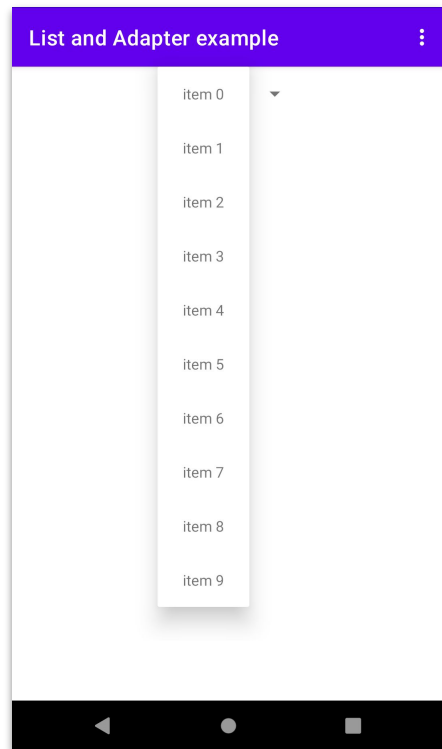 List and Adapter example
item 0
item 1
item 2
item 3
item 4
item 5
item 6
item 7
item 8
item 9